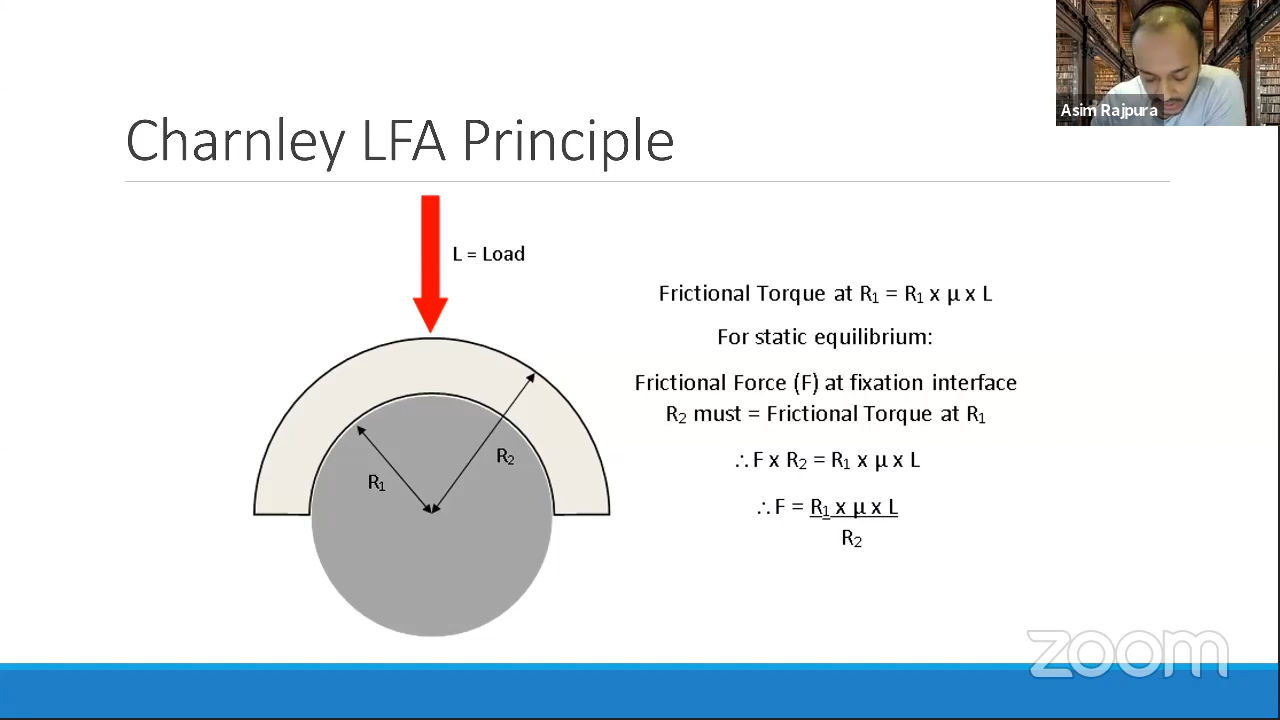 Asim Rajpura
Charnley LFA Principle
L = Load
Frictional Torque at R₁ = R₁ x µ x L
For static equilibrium:
Frictional Force (F) at fixation interface
R₂ must = Frictional Torque at R₁
∴ F x R₂ = R₁ x µ x L
∴ F = R₁ x µ x L
R₂
R₂
R₁
zoom